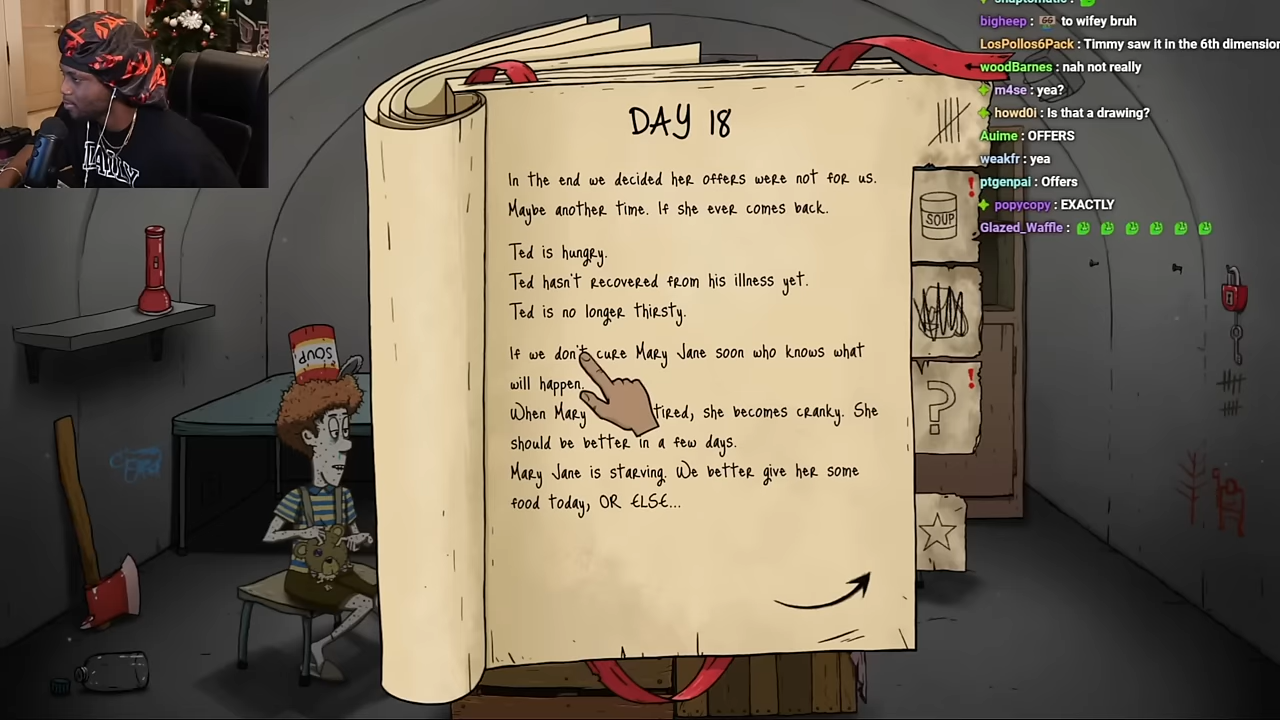 DAY 18
In the end we decided her offers were not for us.
Maybe another time. If she ever comes back.
Ted is hungry.
Ted hasn't recovered from his illness yet.
Ted is no longer thirsty.
If we don't cure Mary Jane soon who knows what
will happen.
When Mary tired, she becomes cranky. She
should be better in a few days.
Mary Jane is starving. We better give her some
food today, OR ELSE...
SOUP
?
!
!
SOUP
bigheep : GG to wifey bruh
LosPollos6Pack : Timmy saw it in the 6th dimension
woodBarnes : nah not really
m4se : yea?
howd0i : Is that a drawing?
Auime : OFFERS
weakfr : yea
ptgenpai : Offers
popycopy : EXACTLY
Glazed_Waffle :